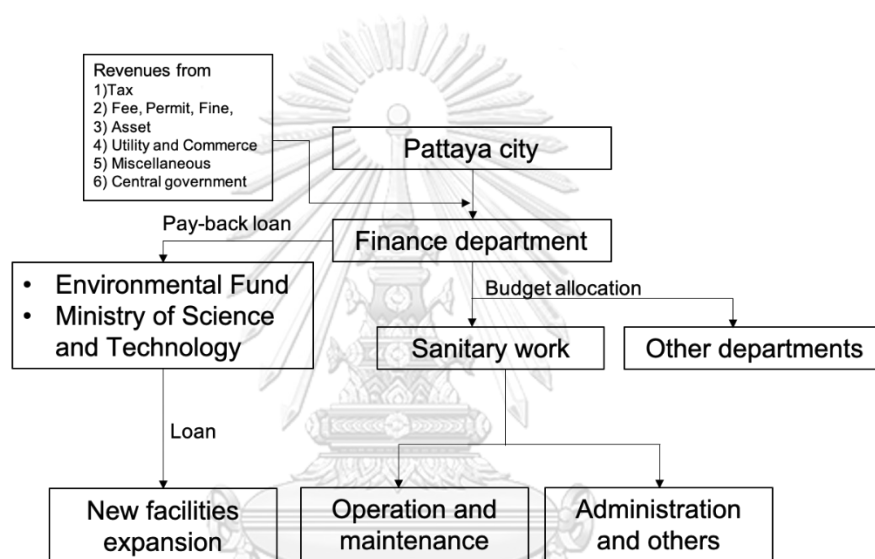 Revenues from
1)Tax
2) Fee, Permit, Fine,
3) Asset
4) Utility and Commerce
5) Miscellaneous
6) Central government
Pattaya city
Pay-back loan
Finance department
• Environmental Fund
• Ministry of Science
and Technology
Budget allocation
Sanitary work
Other departments
Loan
New facilities
expansion
Operation and
maintenance
Administration
and others